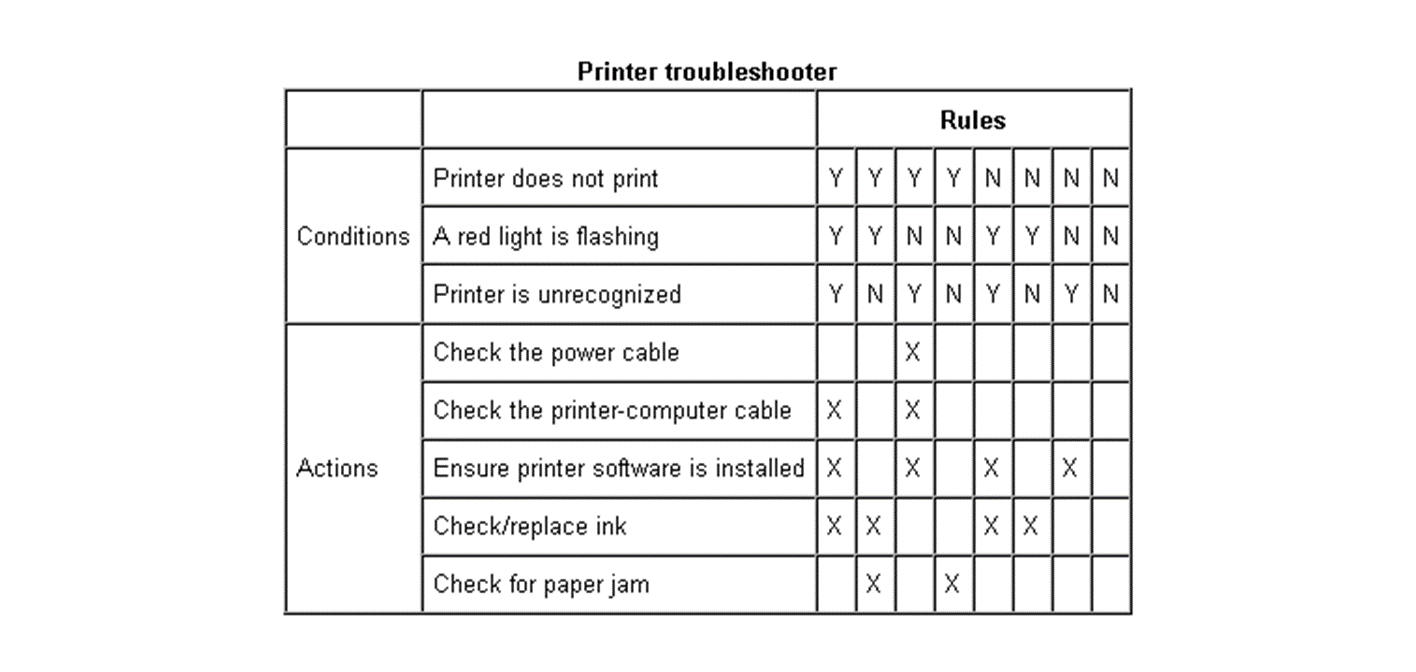 Printer troubleshooter
Rules
Printer does not print Y Y Y Y N N N N
Conditions A red light is flashing Y Y N N Y Y N N
Printer is unrecognized Y N Y N Y N Y N
Check the power cable X
Check the printer-computer cable X X
Actions Ensure printer software is installed X X X X
Check/replace ink X X X X
Check for paper jam X X